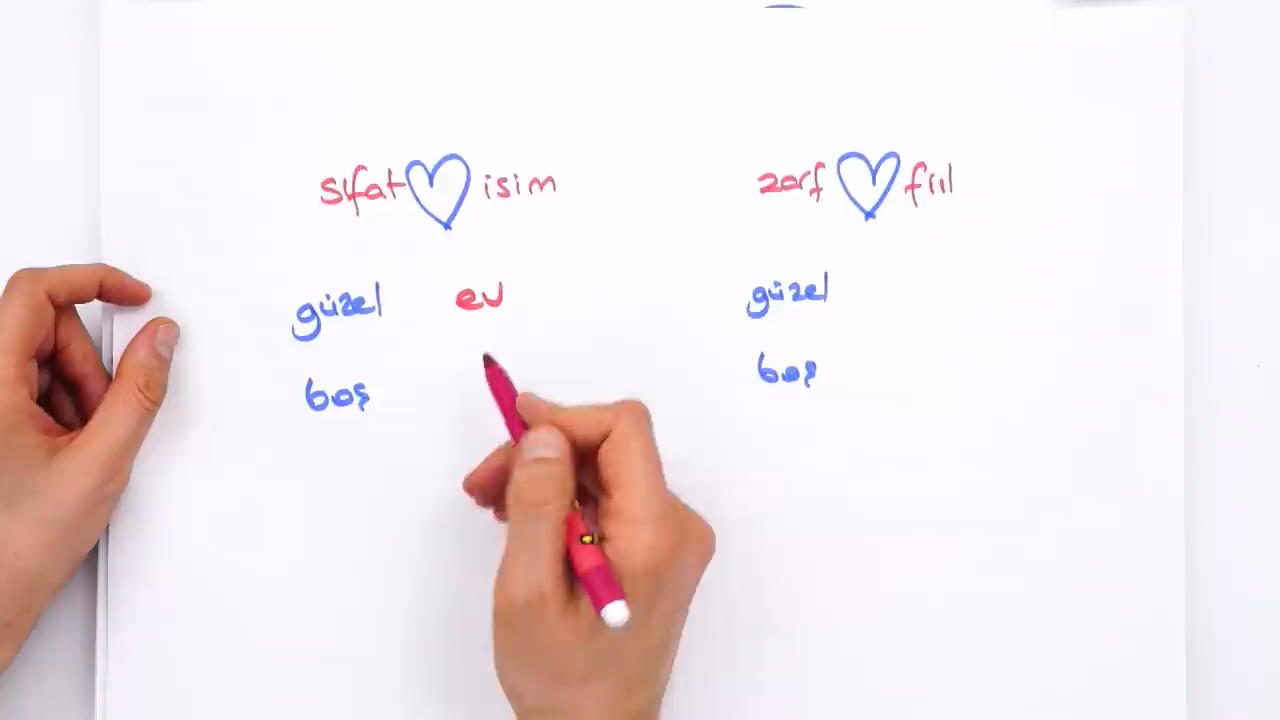 sıfat isim zarf fiil
güzel ev güzel
boş boş